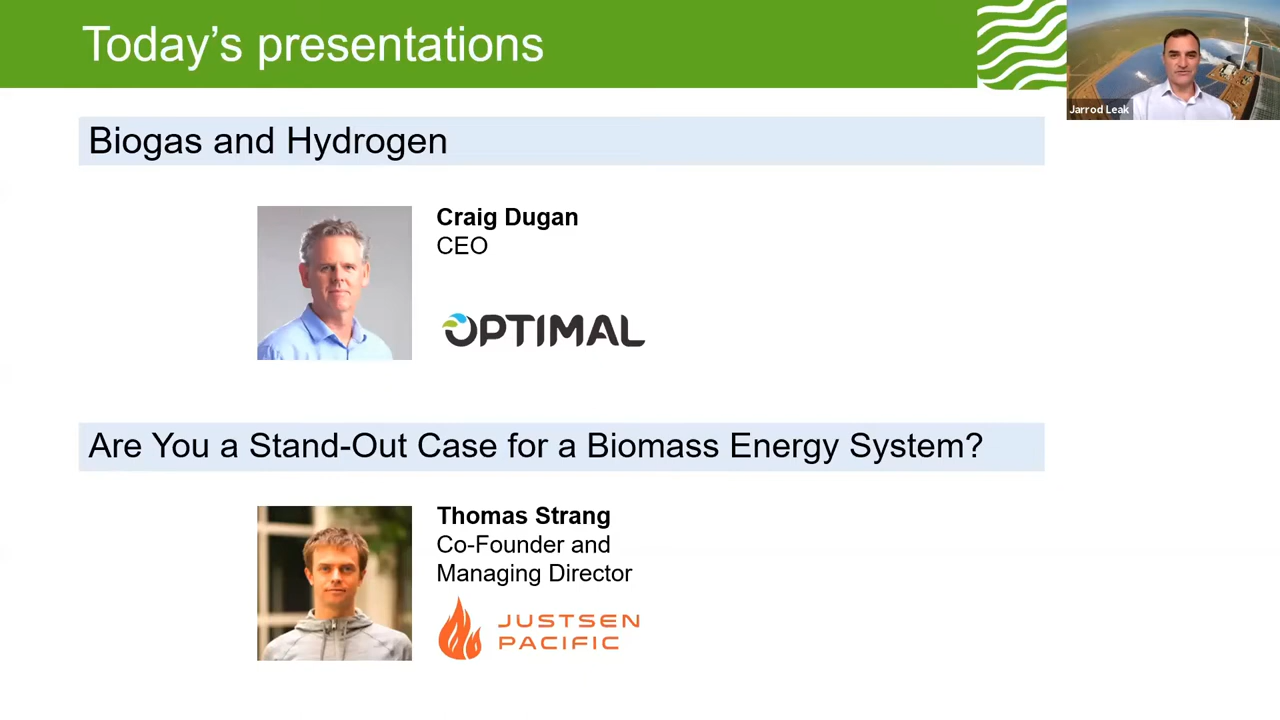 Today's presentations
Jarrod Leak
Biogas and Hydrogen
Craig Dugan
CEO
OPTIMAL
Are You a Stand-Out Case for a Biomass Energy System?
Thomas Strang
Co-Founder and
Managing Director
JUSTSEN
PACIFIC